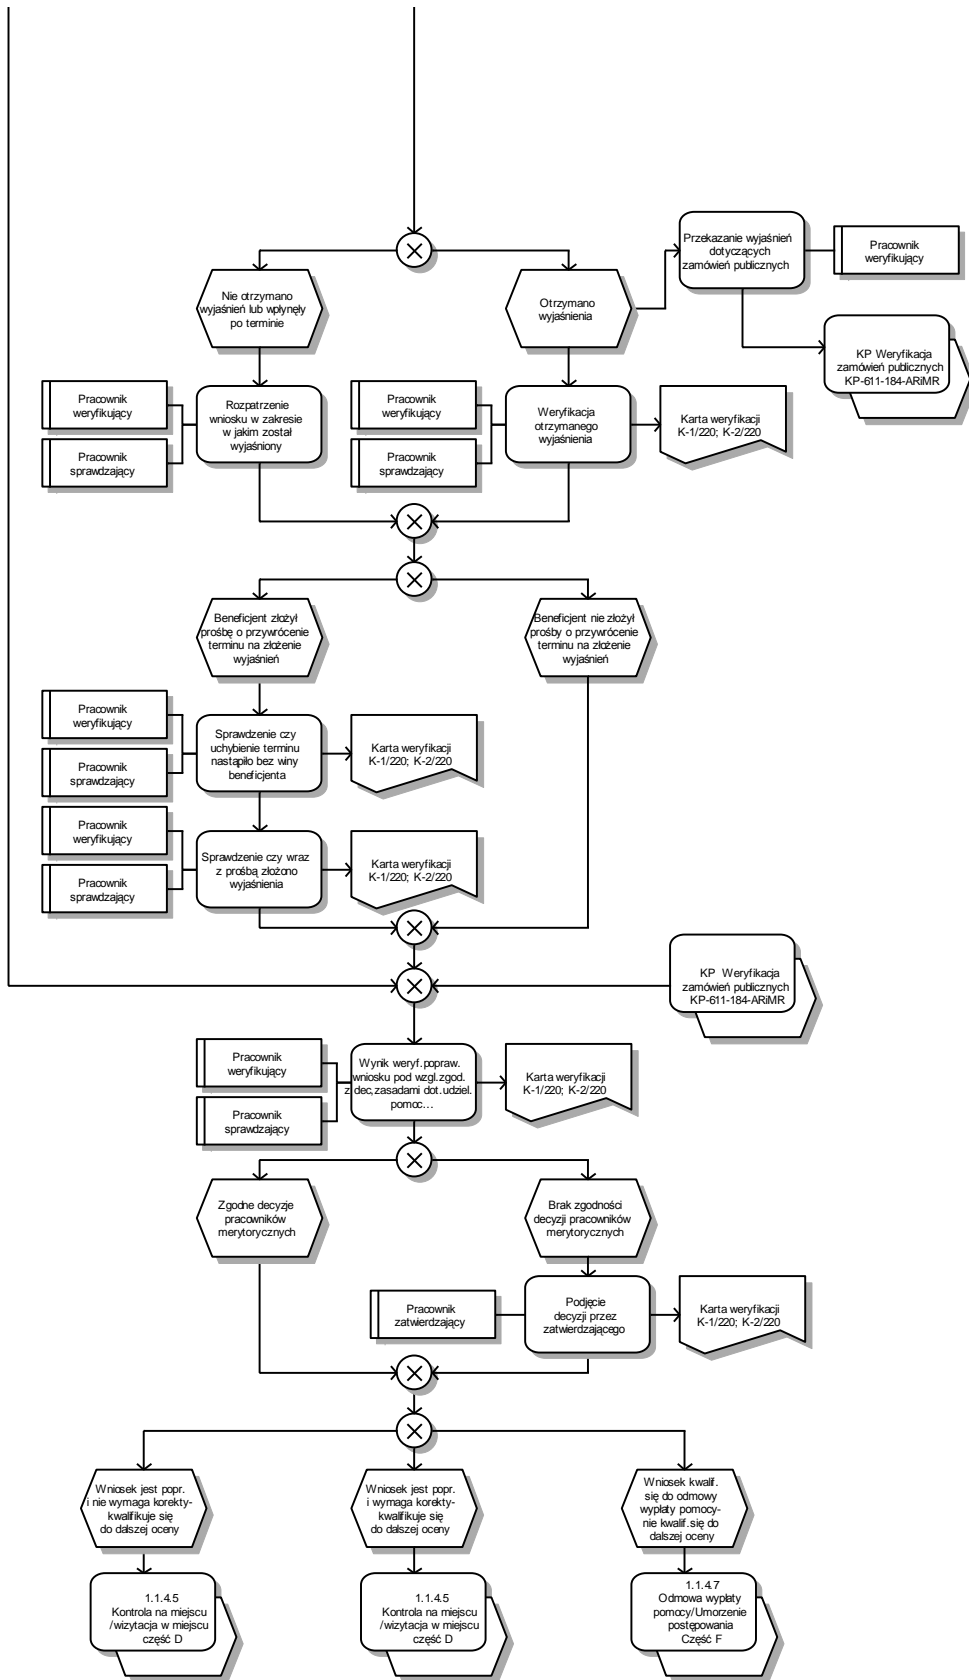 Przekazanie wyjaśnień
dotyczących
zamówień publicznych
Pracownik
weryfikujący
Nie otrzymano
wyjaśnień lub wpłynęły
po terminie
Otrzymano
wyjaśnienia
KP Weryfikacja
zamówień publicznych
KP-611-184-ARiMR
Pracownik
weryfikujący
Pracownik
sprawdzający
Rozpatrzenie
wniosku w zakresie
w jakim został
wyjaśniony
Pracownik
weryfikujący
Pracownik
sprawdzający
Weryfikacja
otrzymanego
wyjaśnienia
Karta weryfikacji
K-1/220; K-2/220
Beneficjent złożył
prośbę o przywrócenie
terminu na złożenie
wyjaśnień
Beneficjent nie złożył
prośby o przywrócenie
terminu na złożenie
wyjaśnień
Pracownik
weryfikujący
Pracownik
sprawdzający
Sprawdzenie czy
uchybienie terminu
nastąpiło bez winy
beneficjenta
Karta weryfikacji
K-1/220; K-2/220
Pracownik
weryfikujący
Pracownik
sprawdzający
Sprawdzenie czy wraz
z prośbą złożono
wyjaśnienia
Karta weryfikacji
K-1/220; K-2/220
KP Weryfikacja
zamówień publicznych
KP-611-184-ARiMR
Pracownik
weryfikujący
Pracownik
sprawdzający
Wynik weryf.popraw.
wniosku pod wzgl.zgod.
z dec,zasadami dot.udziel.
pomoc...
Karta weryfikacji
K-1/220; K-2/220
Zgodne decyzje
pracowników
merytorycznych
Brak zgodności
decyzji pracowników
merytorycznych
Pracownik
zatwierdzający
Podjęcie
decyzji przez
zatwierdzającego
Karta weryfikacji
K-1/220; K-2/220
Wniosek jest popr.
i nie wymaga korekty-
kwalifikuje się
do dalszej oceny
Wniosek jest popr.
i wymaga korekty-
kwalifikuje się
do dalszej oceny
Wniosek kwalif.
się do odmowy
wypłaty pomocy-
nie kwalif.się do
dalszej oceny
1.1.4.5
Kontrola na miejscu
/wizytacja w miejscu
część D
1.1.4.5
Kontrola na miejscu
/wizytacja w miejscu
część D
1.1.4.7
Odmowa wypłaty
pomocy/Umorzenie
postępowania
Część F